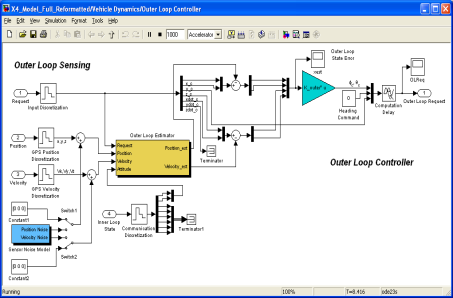 X4_Model_Full_Reformatted/Vehicle Dynamics/Outer Loop Controller
File Edit View Simulation Format Tools Help
1000
Accelerator
Outer Loop Sensing
Outer Loop State Error
1
Request
Input Discretization
K_outer* u
0
Heading Command
Computation Delay
OLReq
1
Outer Loop Request
2
Position
GPS Position Discretization
x,y,z
Outer Loop Estimator
Request
Position
Velocity
Attitude
Position_est
Velocity_est
Terminator
3
Velocity
GPS Velocity Discretization
Outer Loop Controller
[0 0 0]
Constant1
Switch1
Position Noise
Velocity Noise
Sensor Noise Model
Switch2
[0 0 0]
Constant2
4
Inner Loop State
Communication Discretization
Terminator1
Running
100%
T=8.416
ode23s